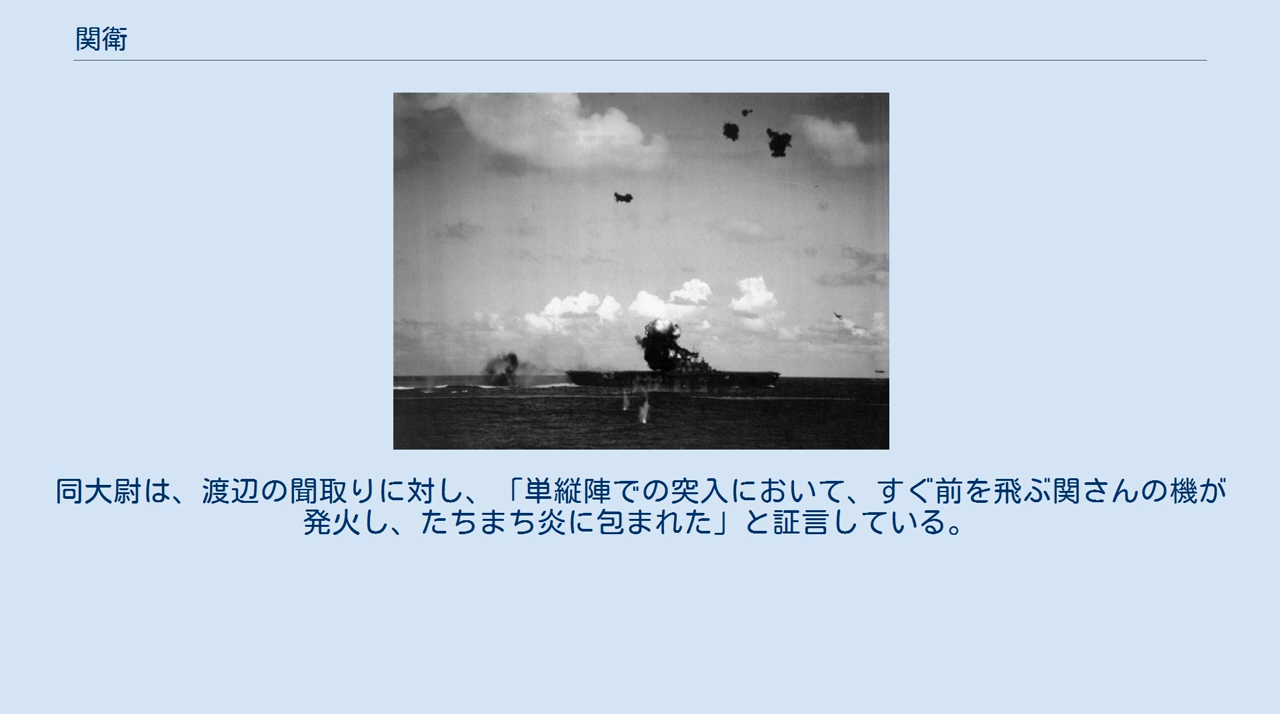 関衛
同大尉は、渡辺の聞取りに対し、「単縦陣での突入において、すぐ前を飛ぶ関さんの機が
発火し、たちまち炎に包まれた」と証言している。